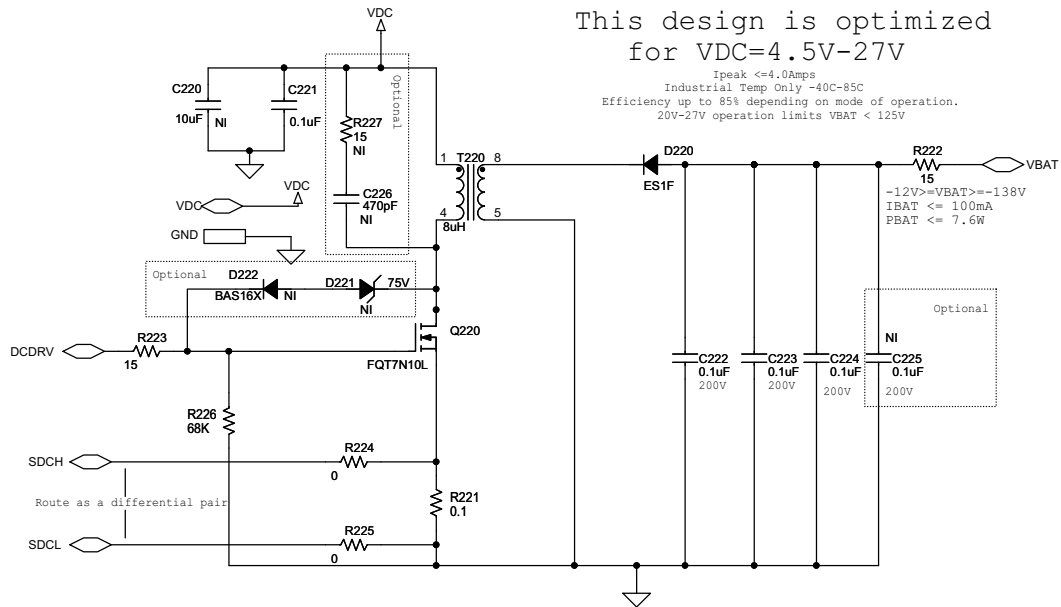 This design is optimized
for VDC=4.5V-27V
Ipeak <=4.0Amps
Industrial Temp Only -40C-85C
Efficiency up to 85% depending on mode of operation.
20V-27V operation limits VBAT < 125V
VDC
C220
10uF
NI
C221
0.1uF
Optional
R227
15
NI
C226
470pF
NI
VDC
VDC
GND
1
T220
8
4
8uH
5
D220
ES1F
R222
15
VBAT
-12V>=VBAT>=-138V
IBAT <= 100mA
PBAT <= 7.6W
Optional
D222
BAS16X
NI
D221
75V
NI
Q220
FQT7N10L
DCDRV
R223
15
R226
68K
C222
0.1uF
200V
C223
0.1uF
200V
C224
0.1uF
200V
Optional
NI
C225
0.1uF
200V
SDCH
R224
0
Route as a differential pair
R221
0.1
SDCL
R225
0